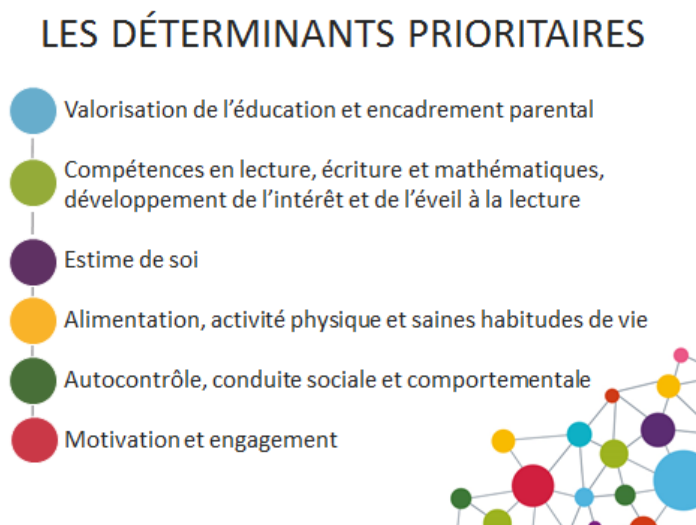 LES DÉTERMINANTS PRIORITAIRES
Valorisation de l'éducation et encadrement parental
Compétences en lecture, écriture et mathématiques,
développement de l'intérêt et de l'éveil à la lecture
Estime de soi
Alimentation, activité physique et saines habitudes de vie
Autocontrôle, conduite sociale et comportementale
Motivation et engagement